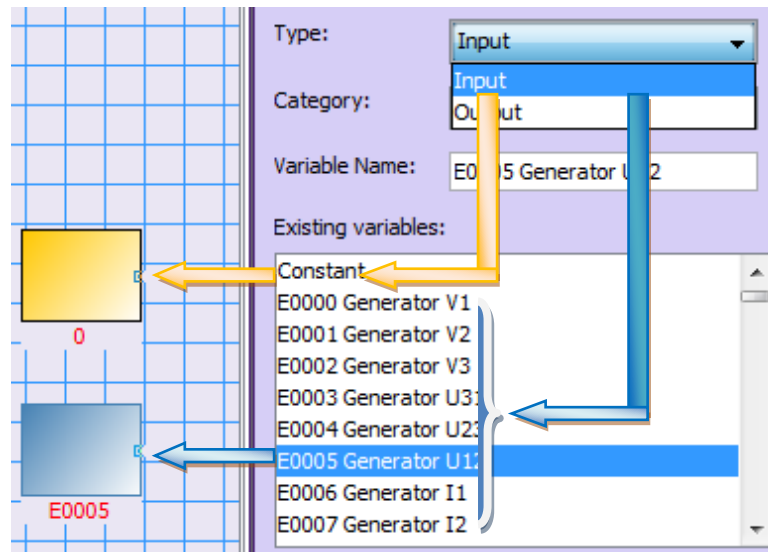 Type:
Input
Input
Output
Category:
Variable Name:
E0005 Generator U12
Existing variables:
Constant
E0000 Generator V1
E0001 Generator V2
E0002 Generator V3
E0003 Generator U31
E0004 Generator U23
E0005 Generator U12
E0006 Generator I1
E0007 Generator I2
0
E0005